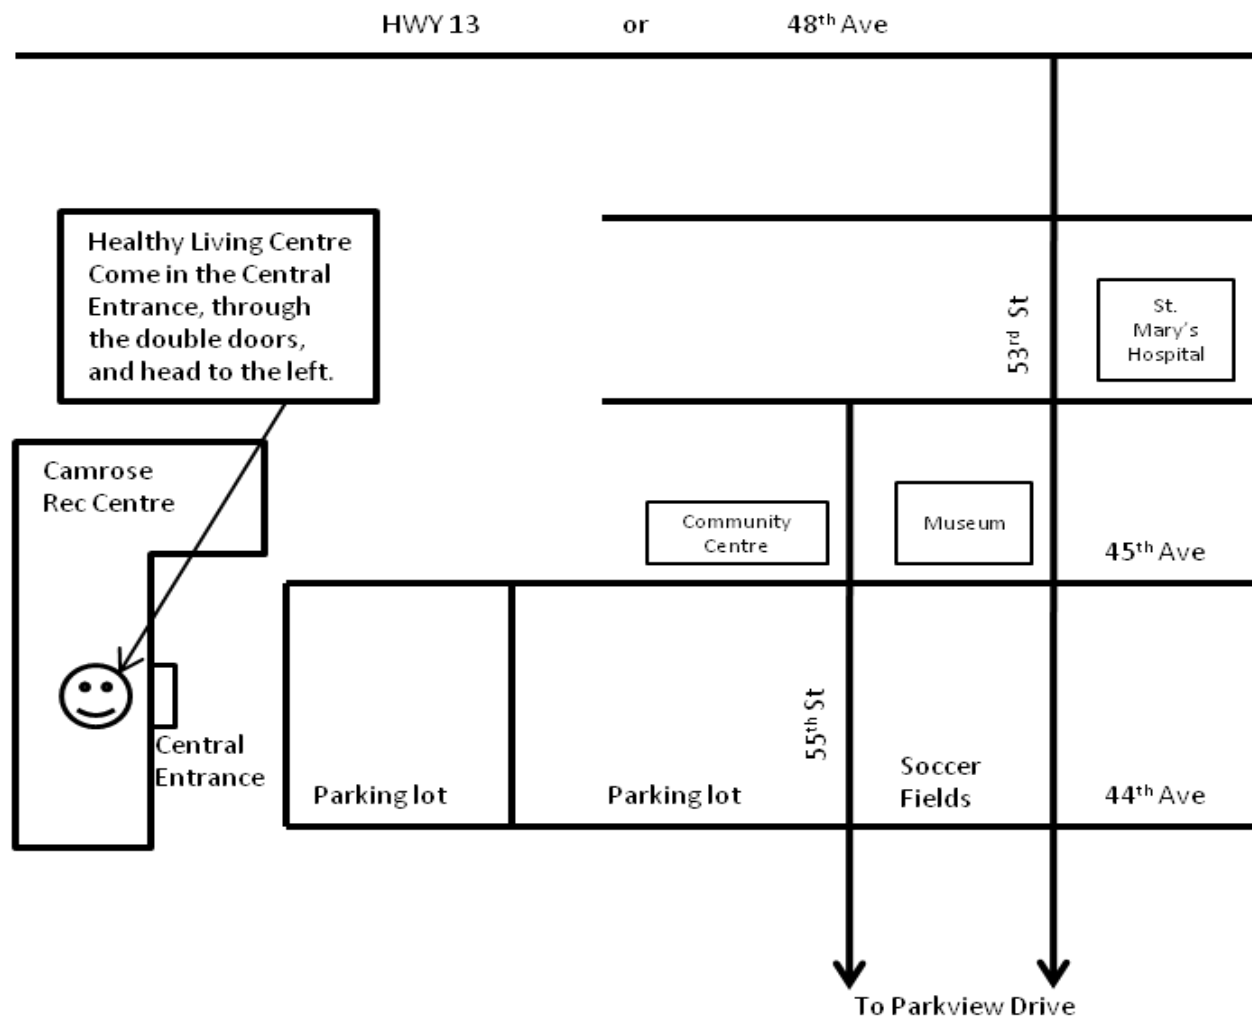 HWY 13 or 48th Ave
Healthy Living Centre
Come in the Central
Entrance, through
the double doors,
and head to the left.
53rd St
St.
Mary's
Hospital
Camrose
Rec Centre
Community
Centre
Museum
45th Ave
Central
Entrance
Parking lot
Parking lot
55th St
Soccer
Fields
44th Ave
To Parkview Drive